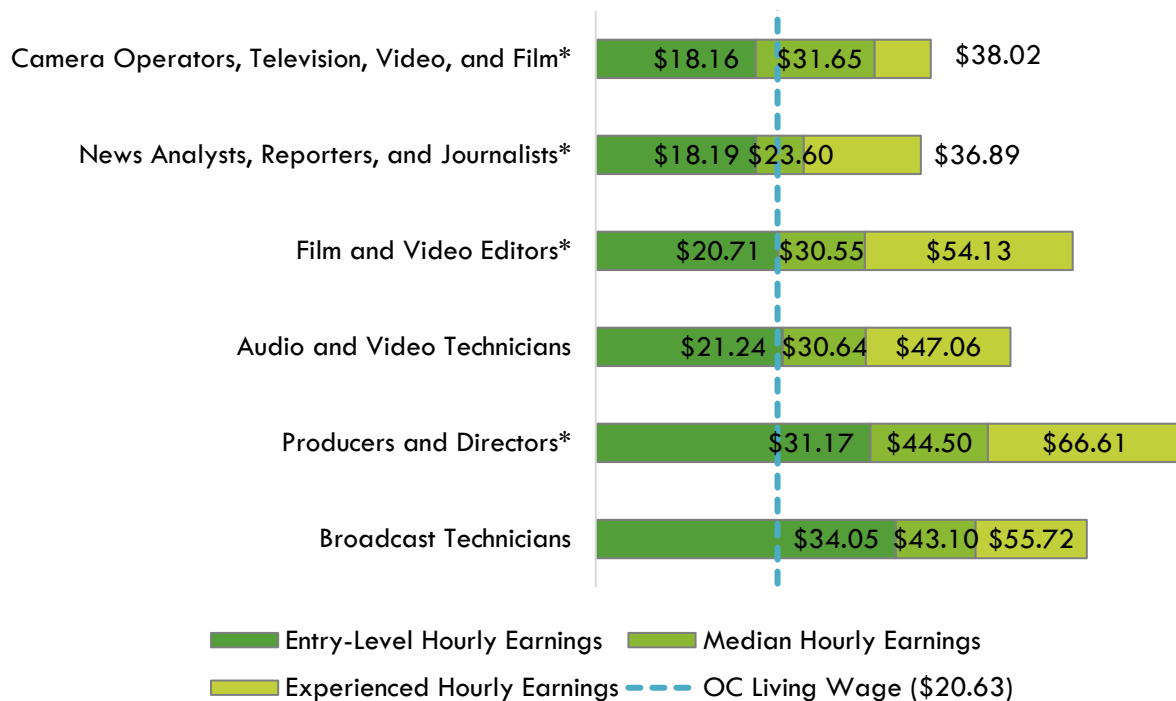 Camera Operators, Television, Video, and Film* $18.16 $31.65 $38.02
News Analysts, Reporters, and Journalists* $18.19 $23.60 $36.89
Film and Video Editors* $20.71 $30.55 $54.13
Audio and Video Technicians $21.24 $30.64 $47.06
Producers and Directors* $31.17 $44.50 $66.61
Broadcast Technicians $34.05 $43.10 $55.72
Entry-Level Hourly Earnings Median Hourly Earnings
Experienced Hourly Earnings OC Living Wage ($20.63)